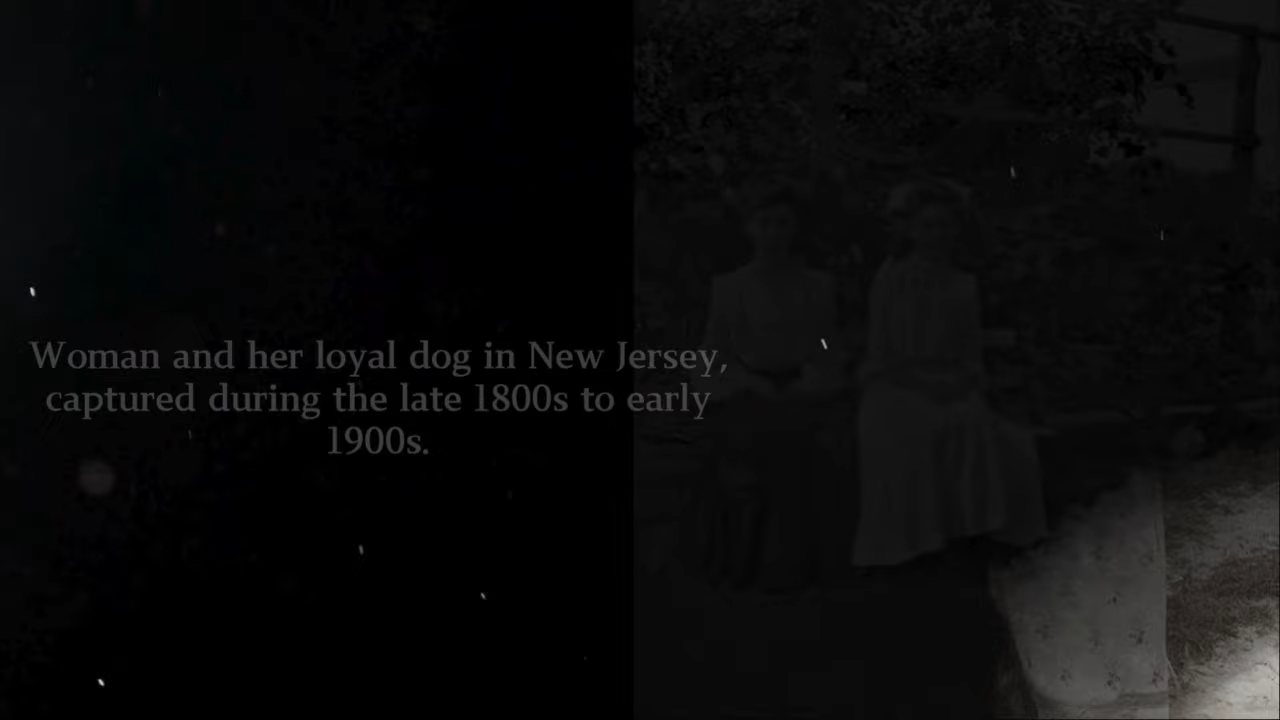 Woman and her loyal dog in New Jersey,
captured during the late 1800s to early
1900s.